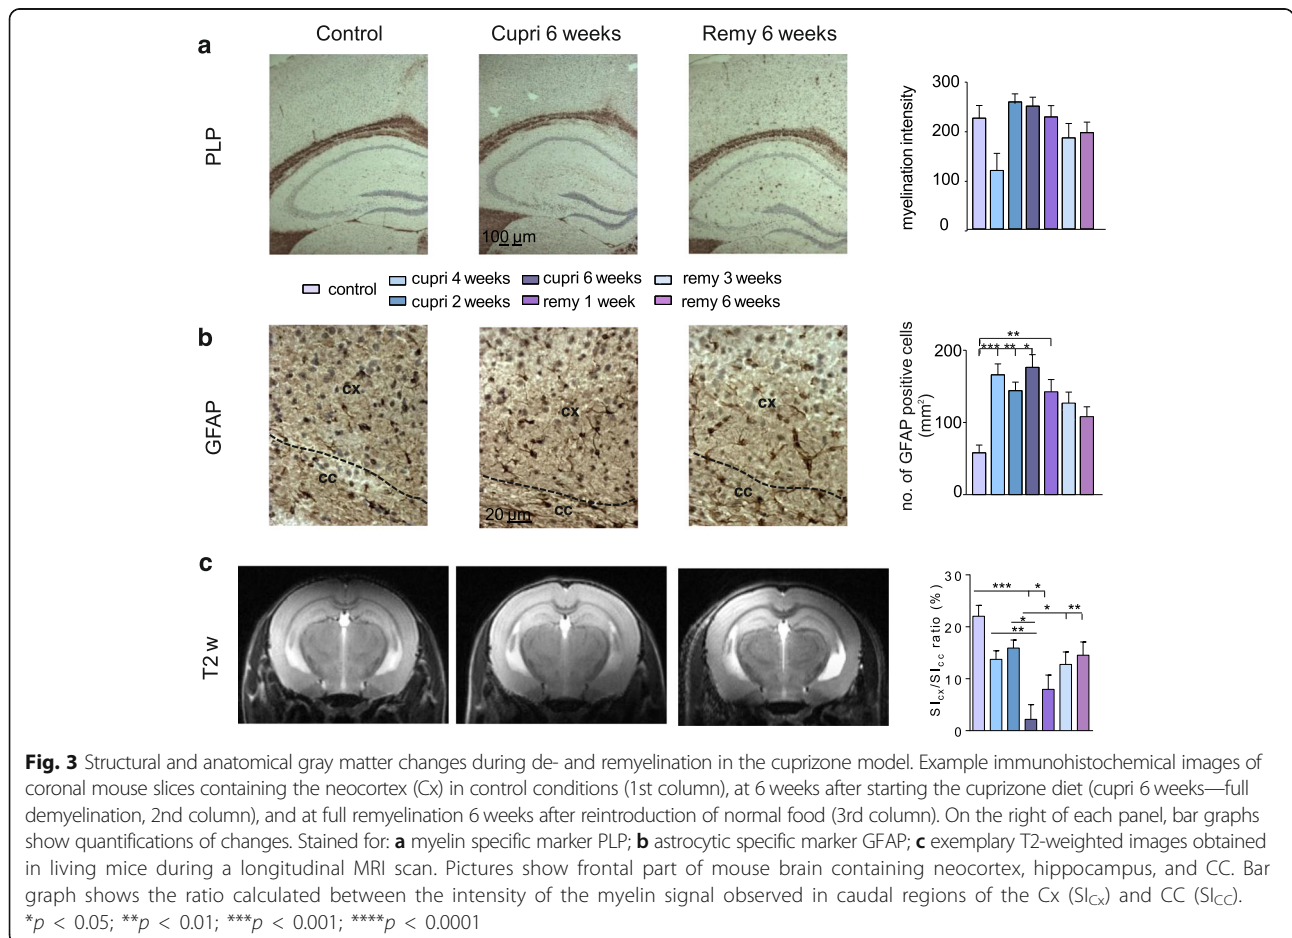 a
Control
Cupri 6 weeks
Remy 6 weeks
PLP
100 µm
myelination intensity
300
200
100
0
control
cupri 4 weeks
cupri 6 weeks
remy 3 weeks
cupri 2 weeks
remy 1 week
remy 6 weeks
b
GFAP
cx
cc
cx
20 µm
cc
cx
cc
no. of GFAP positive cells
(mm²)
200
100
0
**
*** ** *
c
T2w
SICx/SICC ratio (%)
30
20
10
0
*** *
* **
*
**
Fig. 3 Structural and anatomical gray matter changes during de- and remyelination in the cuprizone model. Example immunohistochemical images of
coronal mouse slices containing the neocortex (Cx) in control conditions (1st column), at 6 weeks after starting the cuprizone diet (cupri 6 weeks—full
demyelination, 2nd column), and at full remyelination 6 weeks after reintroduction of normal food (3rd column). On the right of each panel, bar graphs
show quantifications of changes. Stained for: a myelin specific marker PLP; b astrocytic specific marker GFAP; c exemplary T2-weighted images obtained
in living mice during a longitudinal MRI scan. Pictures show frontal part of mouse brain containing neocortex, hippocampus, and CC. Bar
graph shows the ratio calculated between the intensity of the myelin signal observed in caudal regions of the Cx (SICx) and CC (SICC).
*p < 0.05; **p < 0.01; ***p < 0.001; ****p < 0.0001